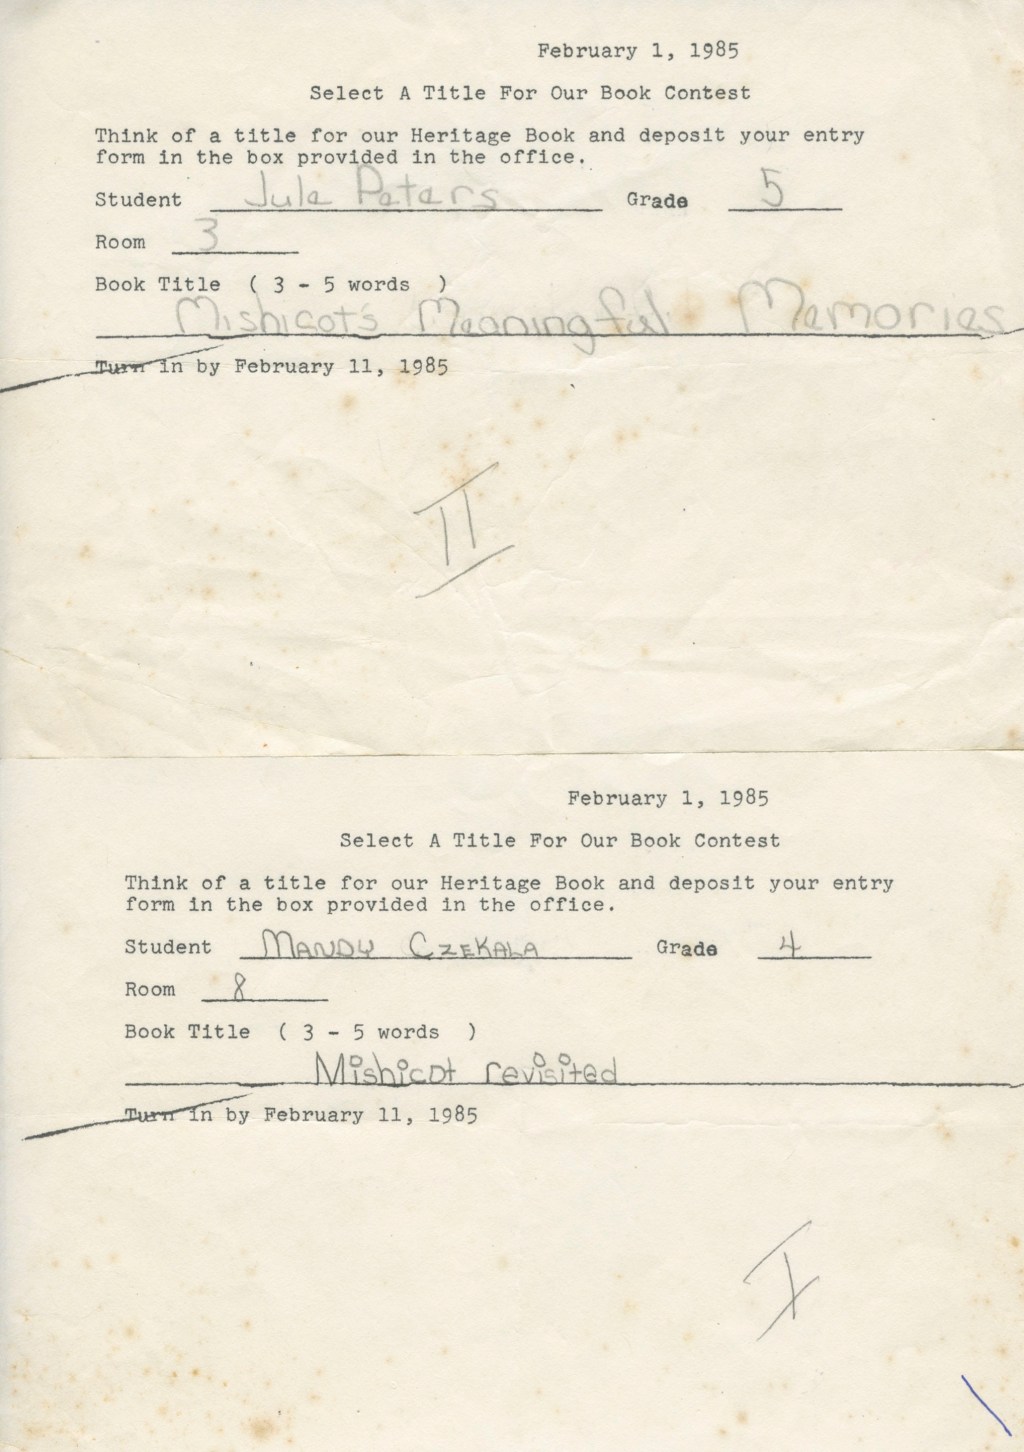 February 1, 1985
Select A Title For Our Book Contest
Think of a title for our Heritage Book and deposit your entry
form in the box provided in the office.
Student Jule Peters Grade 5
Room 3
Book Title ( 3 - 5 words )
Mishicot's Meaningful Memories
Turn in by February 11, 1985
II
February 1, 1985
Select A Title For Our Book Contest
Think of a title for our Heritage Book and deposit your entry
form in the box provided in the office.
Student Mandy Czekala Grade 4
Room 8
Book Title ( 3 - 5 words )
Mishicot revisited
Turn in by February 11, 1985
I